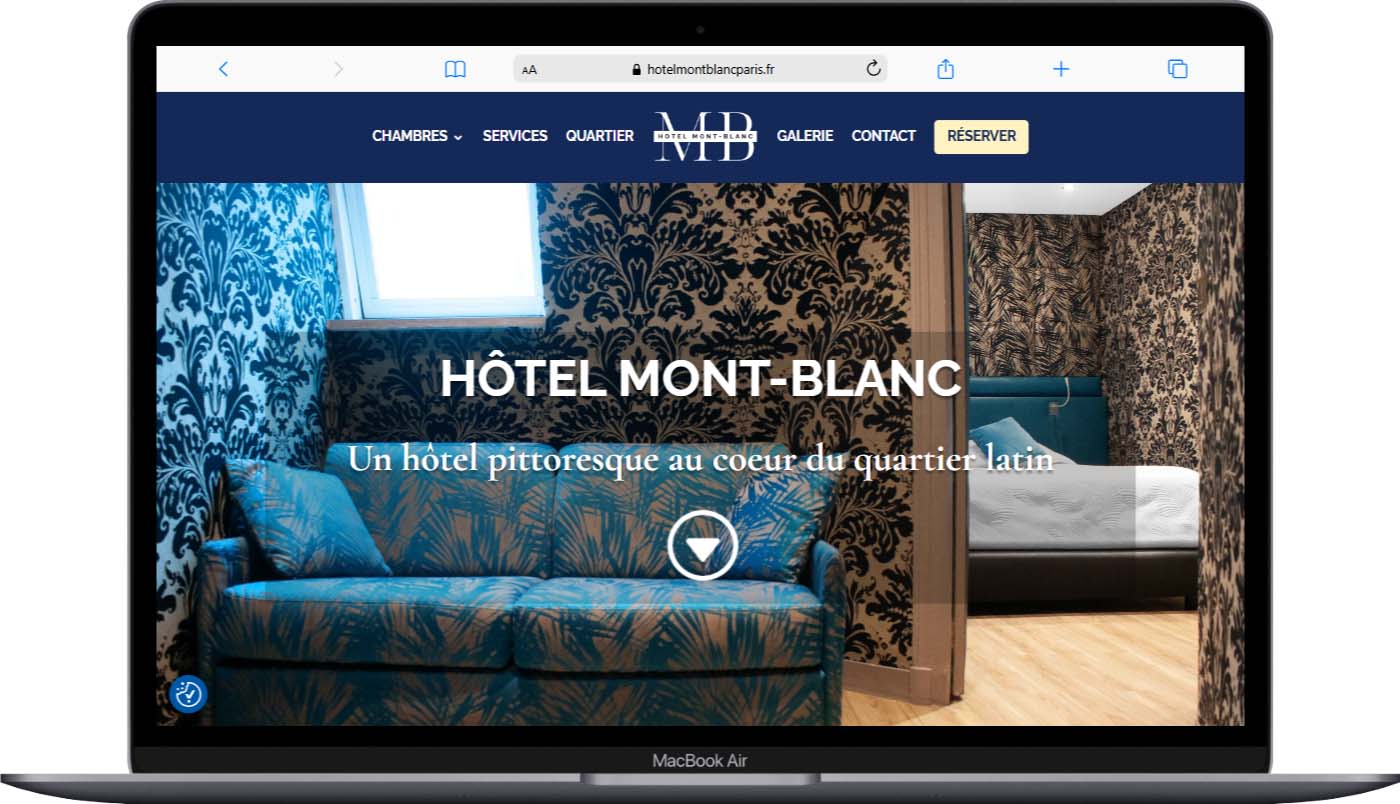 AA hotelmontblancparis.fr
CHAMBRES SERVICES QUARTIER MB HOTEL MONT-BLANC GALERIE CONTACT RÉSERVER
HÔTEL MONT-BLANC
Un hôtel pittoresque au coeur du quartier latin
MacBook Air